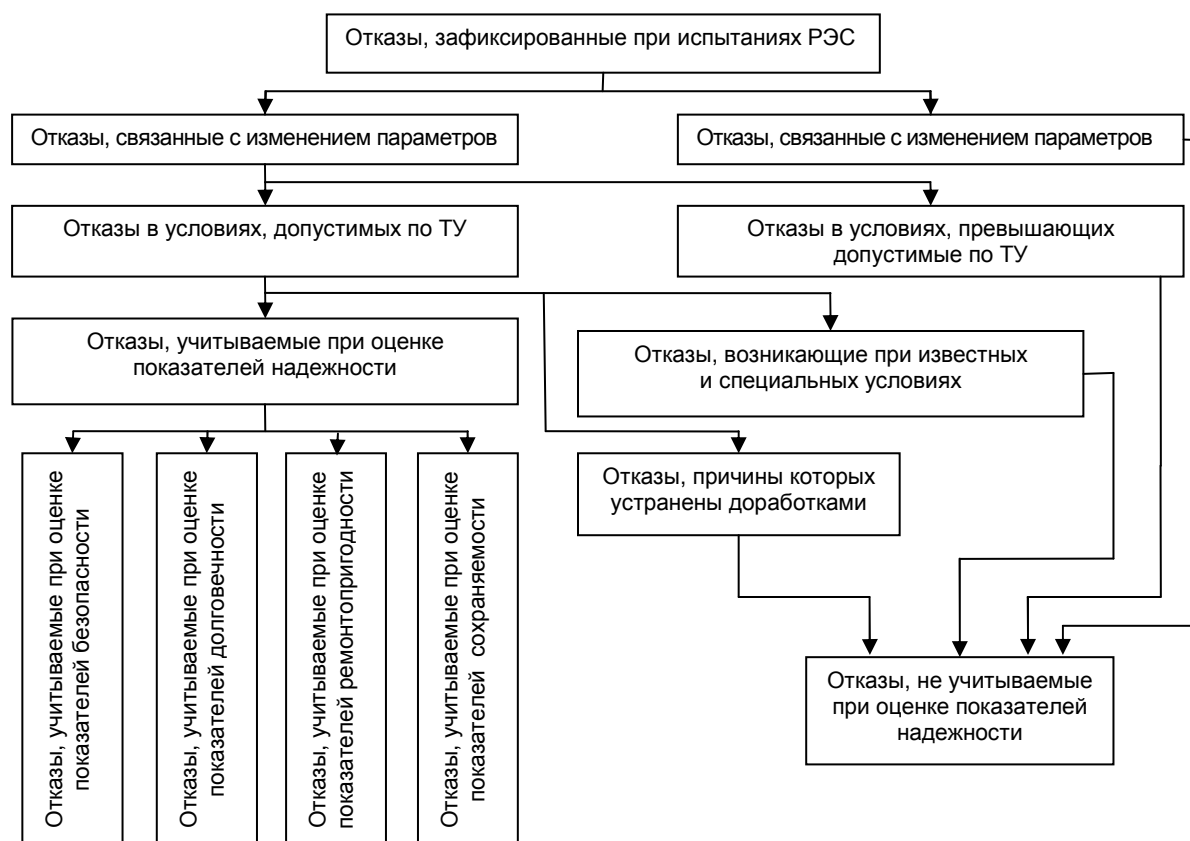 Отказы, зафиксированные при испытаниях РЭС
Отказы, связанные с изменением параметров
Отказы, связанные с изменением параметров
Отказы в условиях, допустимых по ТУ
Отказы в условиях, превышающих
допустимые по ТУ
Отказы, учитываемые при оценке
показателей надежности
Отказы, возникающие при известных
и специальных условиях
Отказы, учитываемые при оценке
показателей безопасности
Отказы, учитываемые при оценке
показателей долговечности
Отказы, учитываемые при оценке
показателей ремонтопригодности
Отказы, учитываемые при оценке
показателей сохраняемости
Отказы, причины которых
устранены доработками
Отказы, не учитываемые
при оценке показателей
надежности